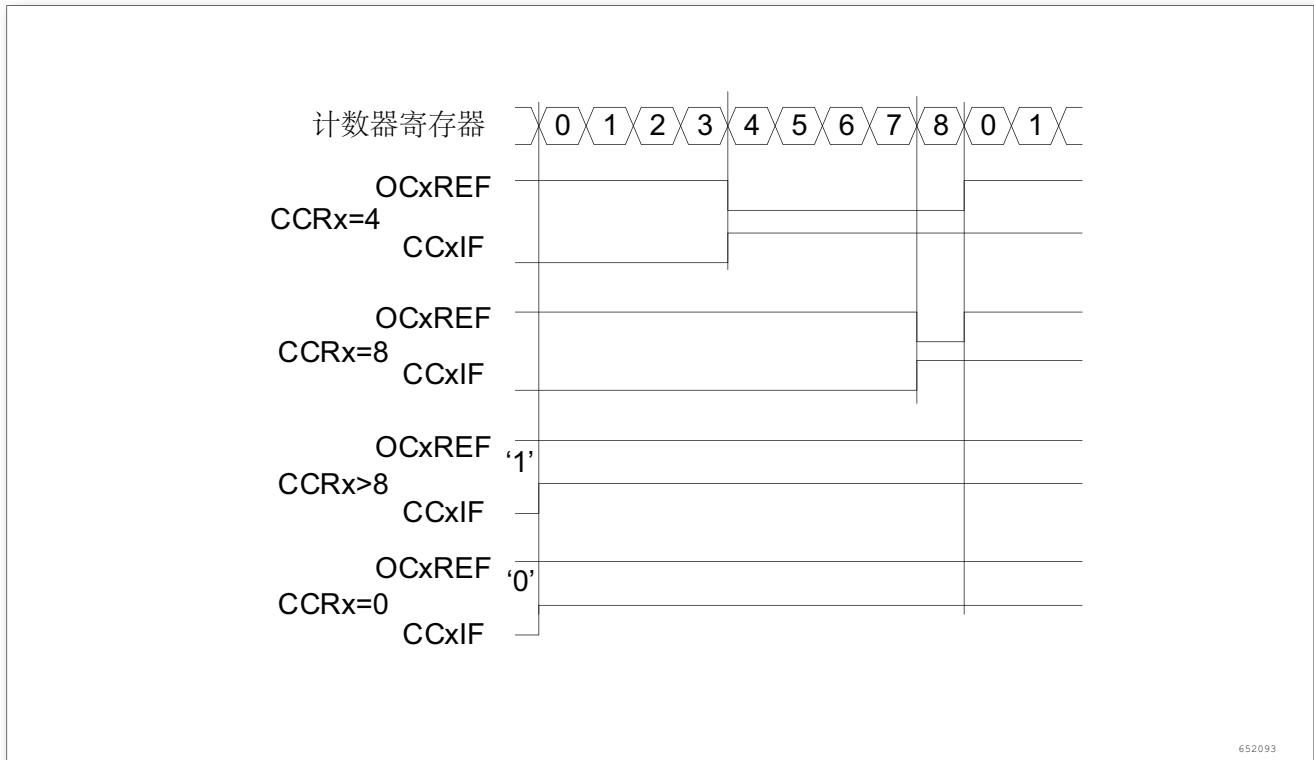 计数器寄存器 0 1 2 3 4 5 6 7 8 0 1
OCxREF
CCRx=4
CCxIF
OCxREF
CCRx=8
CCxIF
OCxREF ‘1’
CCRx>8
CCxIF
OCxREF ‘0’
CCRx=0
CCxIF
652093